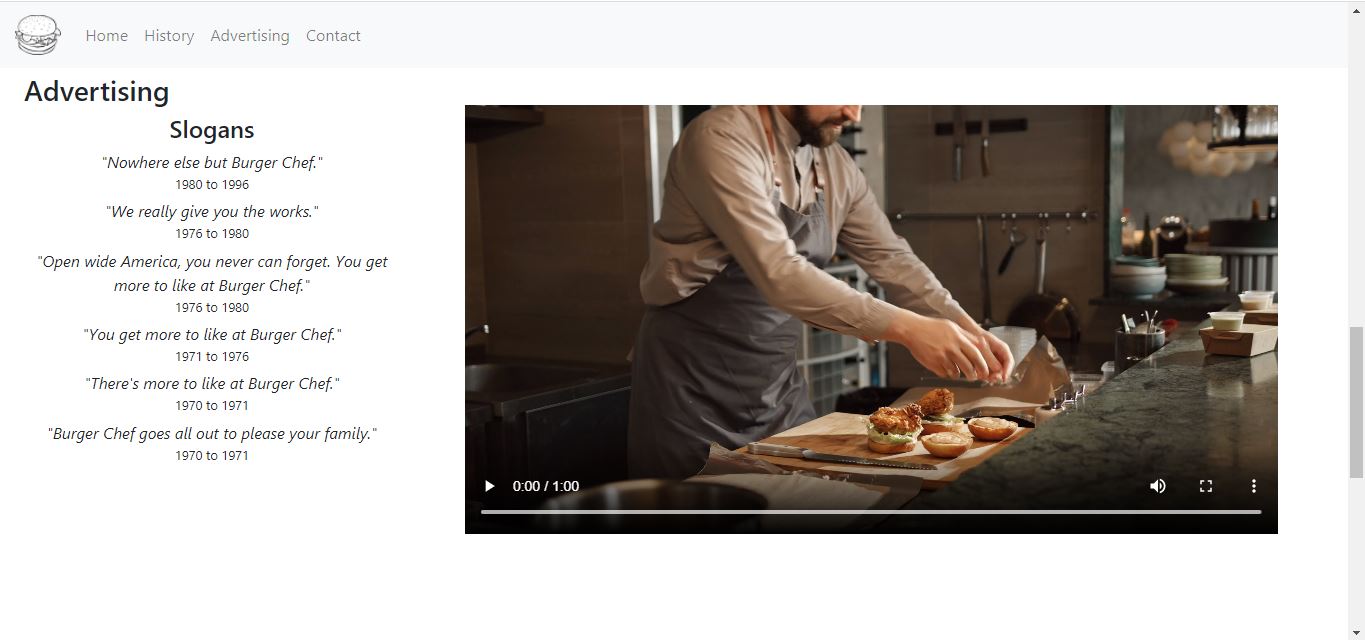 Home History Advertising Contact
Advertising
Slogans
"Nowhere else but Burger Chef."
1980 to 1996
"We really give you the works."
1976 to 1980
"Open wide America, you never can forget. You get
more to like at Burger Chef."
1976 to 1980
"You get more to like at Burger Chef."
1971 to 1976
"There's more to like at Burger Chef."
1970 to 1971
"Burger Chef goes all out to please your family."
1970 to 1971
0:00 / 1:00